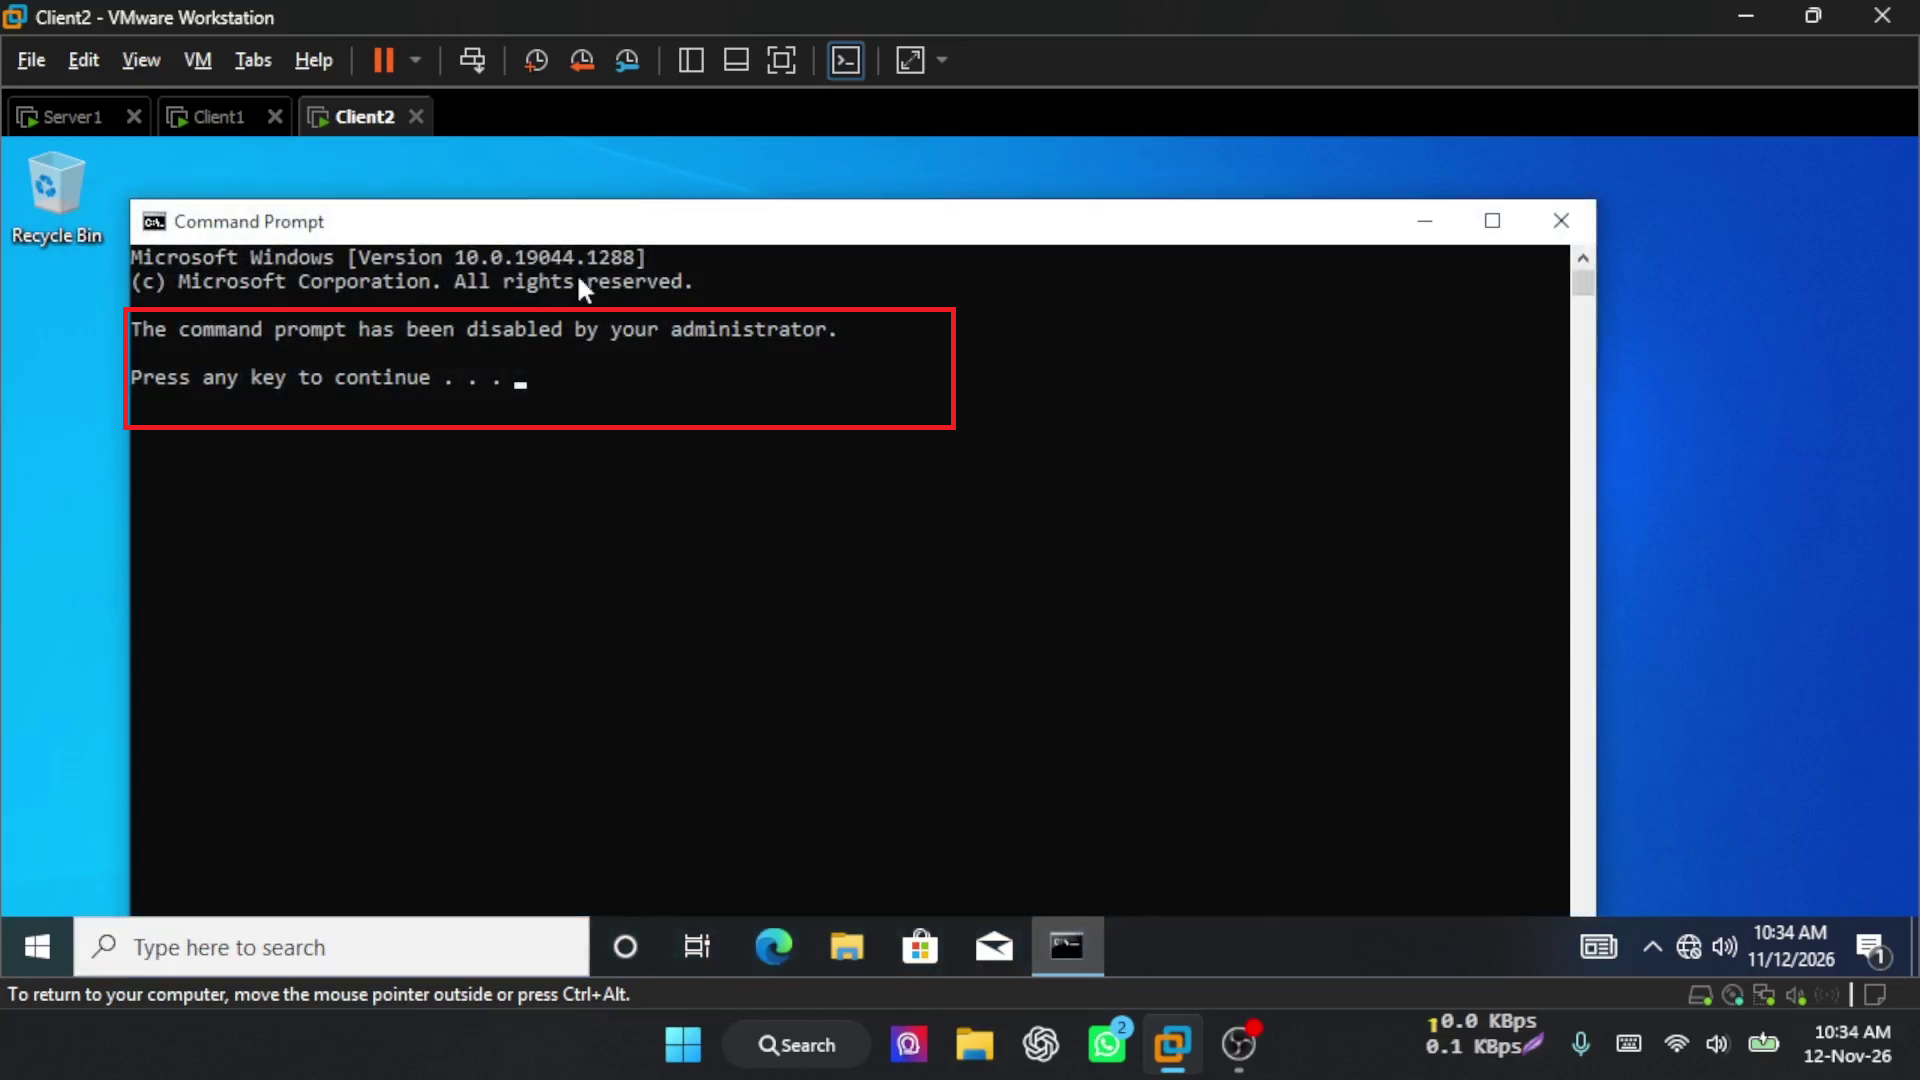 Client2 - VMware Workstation
File Edit View VM Tabs Help
Server1 Client1 Client2
Recycle Bin
Command Prompt
Microsoft Windows [Version 10.0.19044.1288]
(c) Microsoft Corporation. All rights reserved.
The command prompt has been disabled by your administrator.
Press any key to continue . . .
Type here to search
10:34 AM
11/12/2026
1
To return to your computer, move the mouse pointer outside or press Ctrl+Alt.
Search
2
0.0 KBps
0.1 KBps
10:34 AM
12-Nov-26